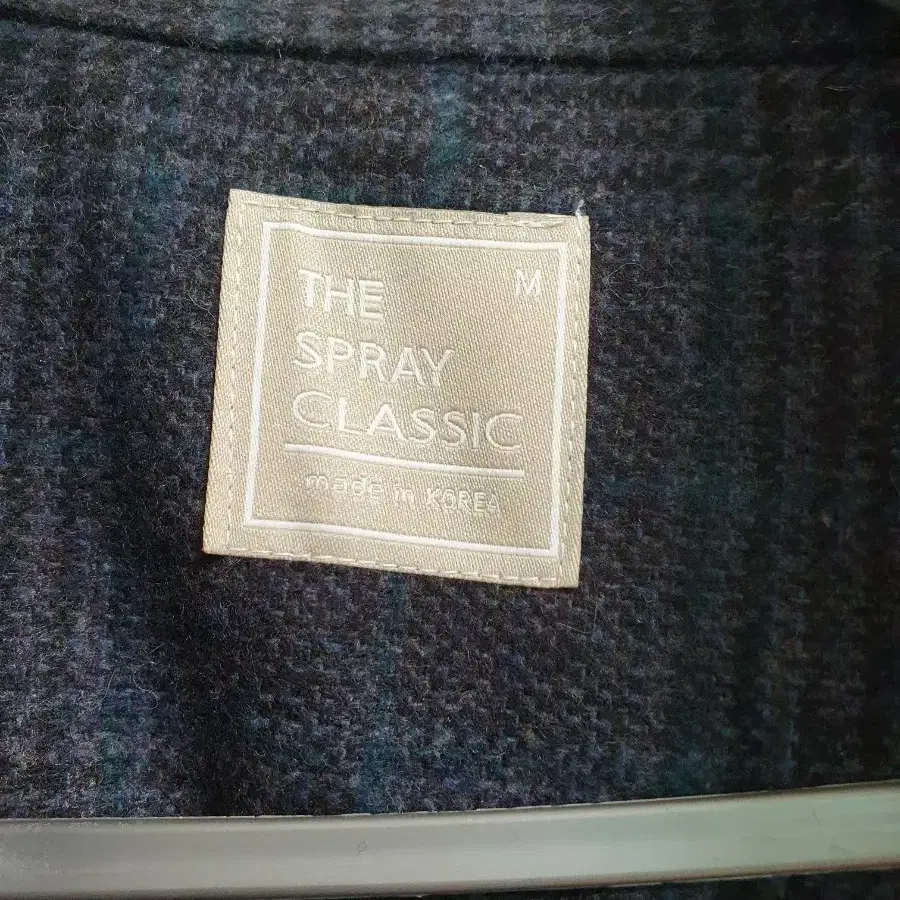 THE M
SPRAY
CLASSIC
made in KOREA